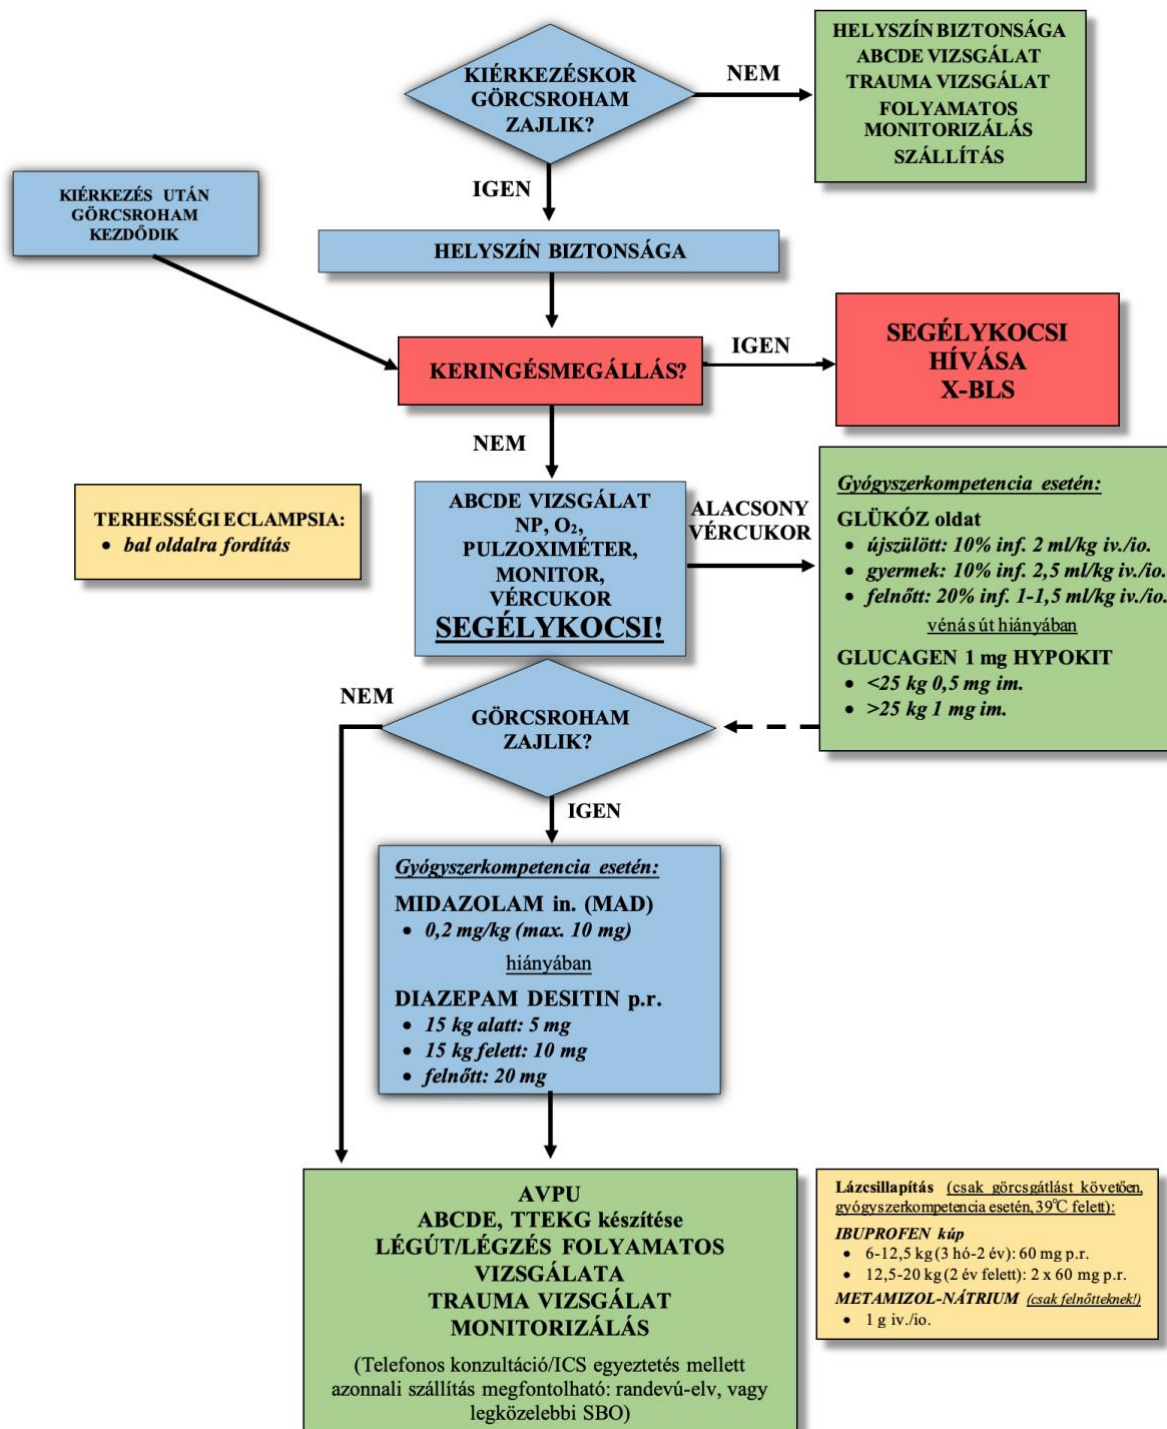 KIÉRKEZÉSKOR
GÖRCSROHAM
ZAJLIK?
NEM
HELYSZÍN BIZTONSÁGA
ABCDE VIZSGÁLAT
TRAUMA VIZSGÁLAT
FOLYAMATOS
MONITORIZÁLÁS
SZÁLLÍTÁS
IGEN
KIÉRKEZÉS UTÁN
GÖRCSROHAM
KEZDŐDIK
HELYSZÍN BIZTONSÁGA
KERINGÉSMEGÁLLÁS?
IGEN
SEGÉLYKOCSI
HÍVÁSA
X-BLS
NEM
TERHESSÉGI ECLAMPSIA:
• bal oldalra fordítás
ABCDE VIZSGÁLAT
NP, O₂,
PULZOXIMÉTER,
MONITOR,
VÉRCUKOR
SEGÉLYKOCSI!
ALACSONY
VÉRCUKOR
Gyógyszerkompetencia esetén:
GLÜKÓZ oldat
• újszülött: 10% inf. 2 ml/kg iv./io.
• gyermek: 10% inf. 2,5 ml/kg iv./io.
• felnőtt: 20% inf. 1-1,5 ml/kg iv./io.
vénás út hiányában
GLUCAGEN 1 mg HYPOKIT
• <25 kg 0,5 mg im.
• >25 kg 1 mg im.
NEM
GÖRCSROHAM
ZAJLIK?
IGEN
Gyógyszerkompetencia esetén:
MIDAZOLAM in. (MAD)
• 0,2 mg/kg (max. 10 mg)
hiányában
DIAZEPAM DESITIN p.r.
• 15 kg alatt: 5 mg
• 15 kg felett: 10 mg
• felnőtt: 20 mg
AVPU
ABCDE, TTEKG készítése
LÉGÚT/LÉGZÉS FOLYAMATOS
VIZSGÁLATA
TRAUMA VIZSGÁLAT
MONITORIZÁLÁS
(Telefonos konzultáció/ICS egyeztetés mellett
azonnali szállítás megfontolható: randevú-elv, vagy
legközelebbi SBO)
Lázcsillapítás (csak görcsgátlást követően,
gyógyszerkompetencia esetén, 39℃ felett):
IBUPROFEN kúp
• 6-12,5 kg (3 hó-2 év): 60 mg p.r.
• 12,5-20 kg (2 év felett): 2 x 60 mg p.r.
METAMIZOL-NÁTRIUM (csak felnőtteknek!)
• 1 g iv./io.